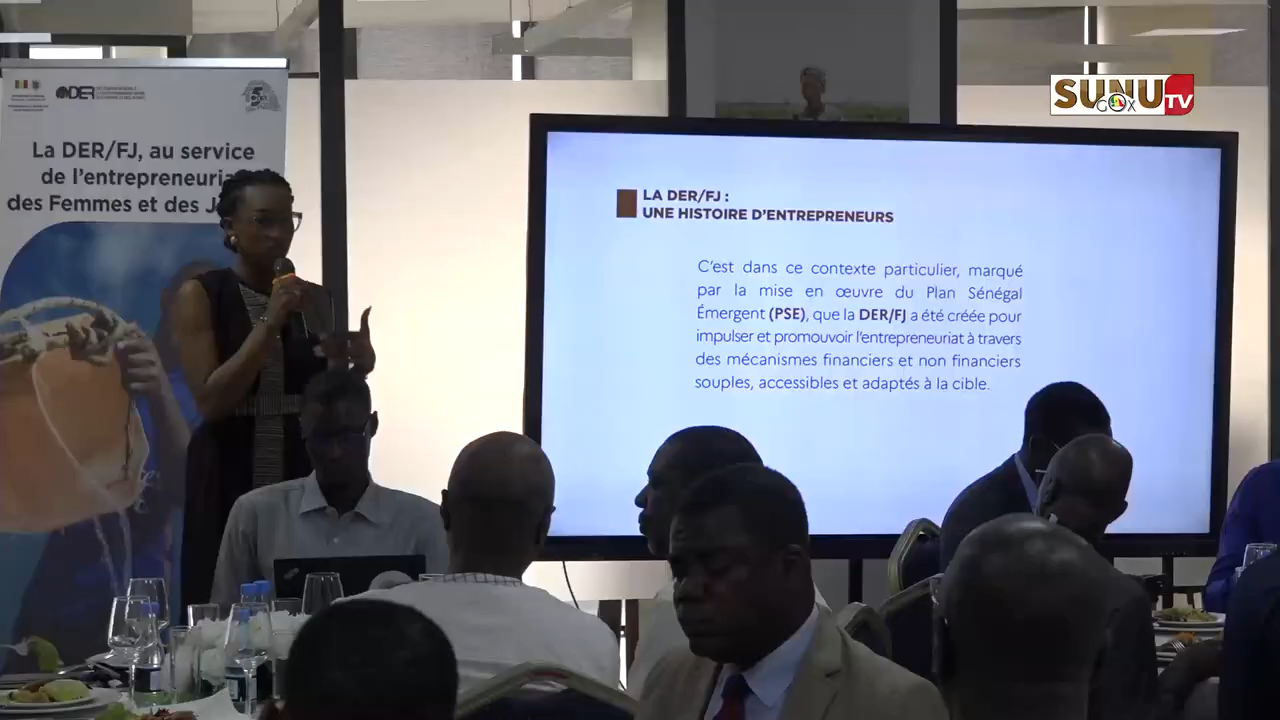 SUNU
GOX
TV
DER
5
La DER/FJ, au service
de l'entrepreneuria
des Femmes et des J
LA DER/FJ :
UNE HISTOIRE D'ENTREPRENEURS
C'est dans ce contexte particulier, marqué
par la mise en œuvre du Plan Sénégal
Émergent (PSE), que la DER/FJ a été créée pour
impulser et promouvoir l'entrepreneuriat à travers
des mécanismes financiers et non financiers
souples, accessibles et adaptés à la cible.